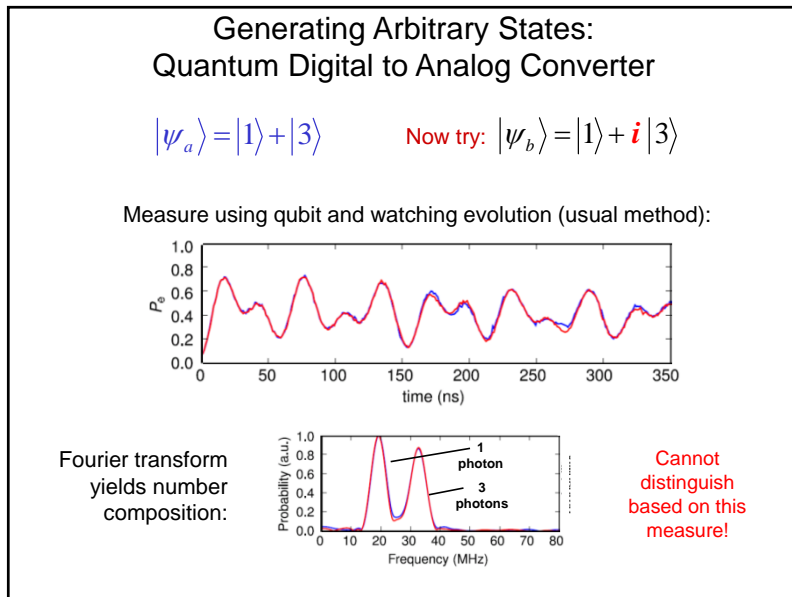 Generating Arbitrary States:
Quantum Digital to Analog Converter
|ψₐ⟩ = |1⟩ + |3⟩
Now try: |ψ_b⟩ = |1⟩ + i |3⟩
Measure using qubit and watching evolution (usual method):
1.0
0.8
0.6
0.4
0.2
0.0
Pₑ
0 50 100 150 200 250 300 350
time (ns)
Fourier transform
yields number
composition:
Probability (a.u.)
1.0
0.8
0.6
0.4
0.2
0.0
1
photon
3
photons
0 10 20 30 40 50 60 70 80
Frequency (MHz)
Cannot
distinguish
based on this
measure!